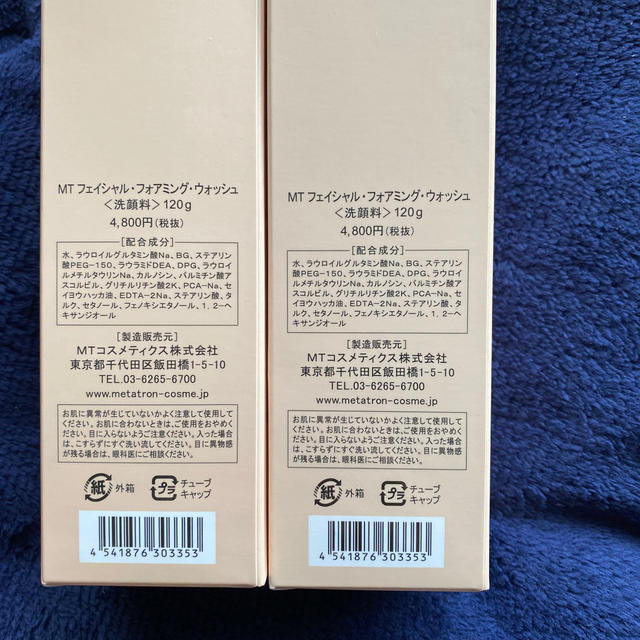 MT フェイシャル・フォアミング・ウォッシュ
＜洗顔料＞120g
4,800円(税抜)
[配合成分]
水、ラウロイルグルタミン酸Na、BG、ステアリン
酸PEG-150、ラウラミドDEA、DPG、ラウロイ
ルメチルタウリンNa、カルノシン、パルミチン酸ア
スコルビル、グリチルリチン酸2K、PCA-Na、セ
イヨウハッカ油、EDTA-2Na、ステアリン酸、タ
ルク、セタノール、フェノキシエタノール、1，2-ヘ
キサンジオール
[製造販売元]
MTコスメティクス株式会社
東京都千代田区飯田橋1-5-10
TEL.03-6265-6700
www.metatron-cosme.jp
お肌に異常が生じていないかよく注意して使用して
ください。お肌に合わないときは、ご使用をおやめ
ください。目に入らないようご注意ください。入った場合
は、こすらずにすぐ洗い流してください。目に異物感
が残る場合は、眼科医にご相談ください。
紙 外箱 プラ チューブ
キャップ
4 541876 303353
MT フェイシャル・フォアミング・ウォッシュ
＜洗顔料＞120g
4,800円(税抜)
[配合成分]
水、ラウロイルグルタミン酸Na、BG、ステアリン
酸PEG-150、ラウラミドDEA、DPG、ラウロイ
ルメチルタウリンNa、カルノシン、パルミチン酸ア
スコルビル、グリチルリチン酸2K、PCA-Na、セ
イヨウハッカ油、EDTA-2Na、ステアリン酸、タ
ルク、セタノール、フェノキシエタノール、1，2-ヘ
キサンジオール
[製造販売元]
MTコスメティクス株式会社
東京都千代田区飯田橋1-5-10
TEL.03-6265-6700
www.metatron-cosme.jp
お肌に異常が生じていないかよく注意して使用して
ください。お肌に合わないときは、ご使用をおやめ
ください。目に入らないようご注意ください。入った場合
は、こすらずにすぐ洗い流してください。目に異物感
が残る場合は、眼科医にご相談ください。
紙 外箱 プラ チューブ
キャップ
4 541876 303353